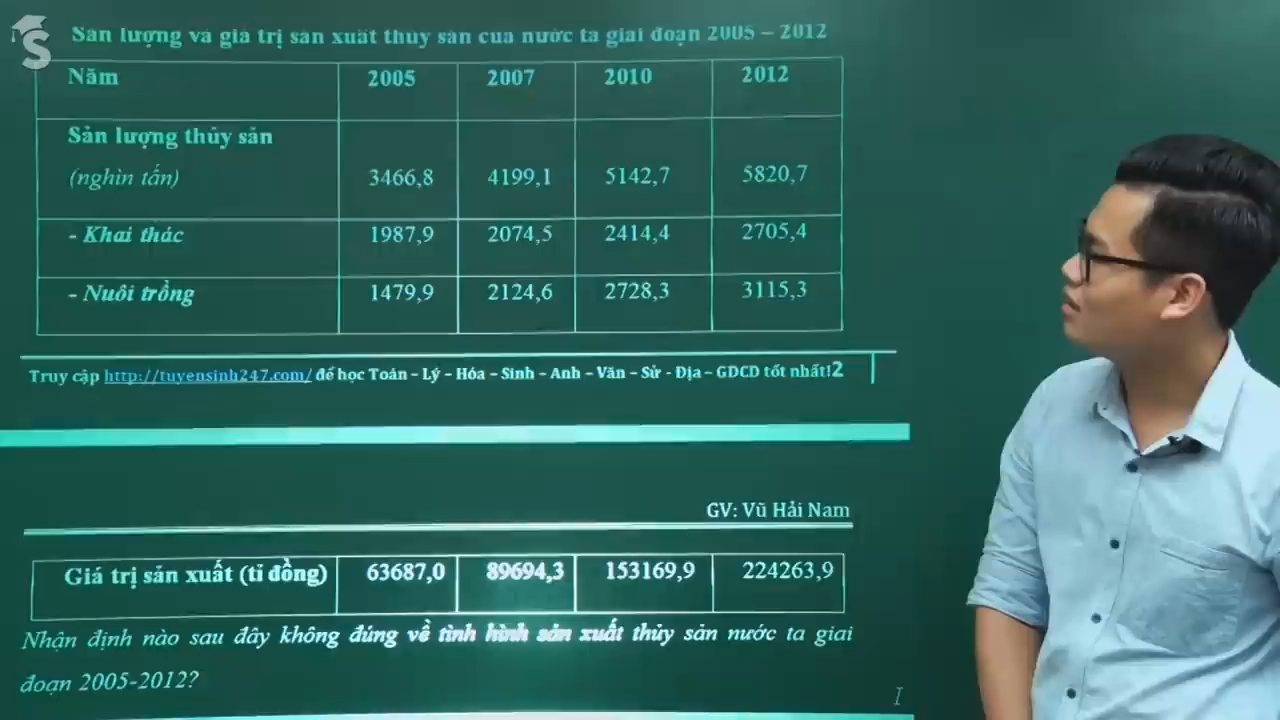 S
Sản lượng và giá trị sản xuất thủy sản của nước ta giai đoạn 2005 – 2012
Năm 2005 2007 2010 2012
Sản lượng thủy sản
(nghìn tấn) 3466,8 4199,1 5142,7 5820,7
- Khai thác 1987,9 2074,5 2414,4 2705,4
- Nuôi trồng 1479,9 2124,6 2728,3 3115,3
Truy cập http://tuyensinh247.com/ để học Toán – Lý – Hóa – Sinh – Anh – Văn – Sử - Địa – GDCD tốt nhất!2
GV: Vũ Hải Nam
Giá trị sản xuất (tỉ đồng) 63687,0 89694,3 153169,9 224263,9
Nhận định nào sau đây không đúng về tình hình sản xuất thủy sản nước ta giai
đoạn 2005-2012?